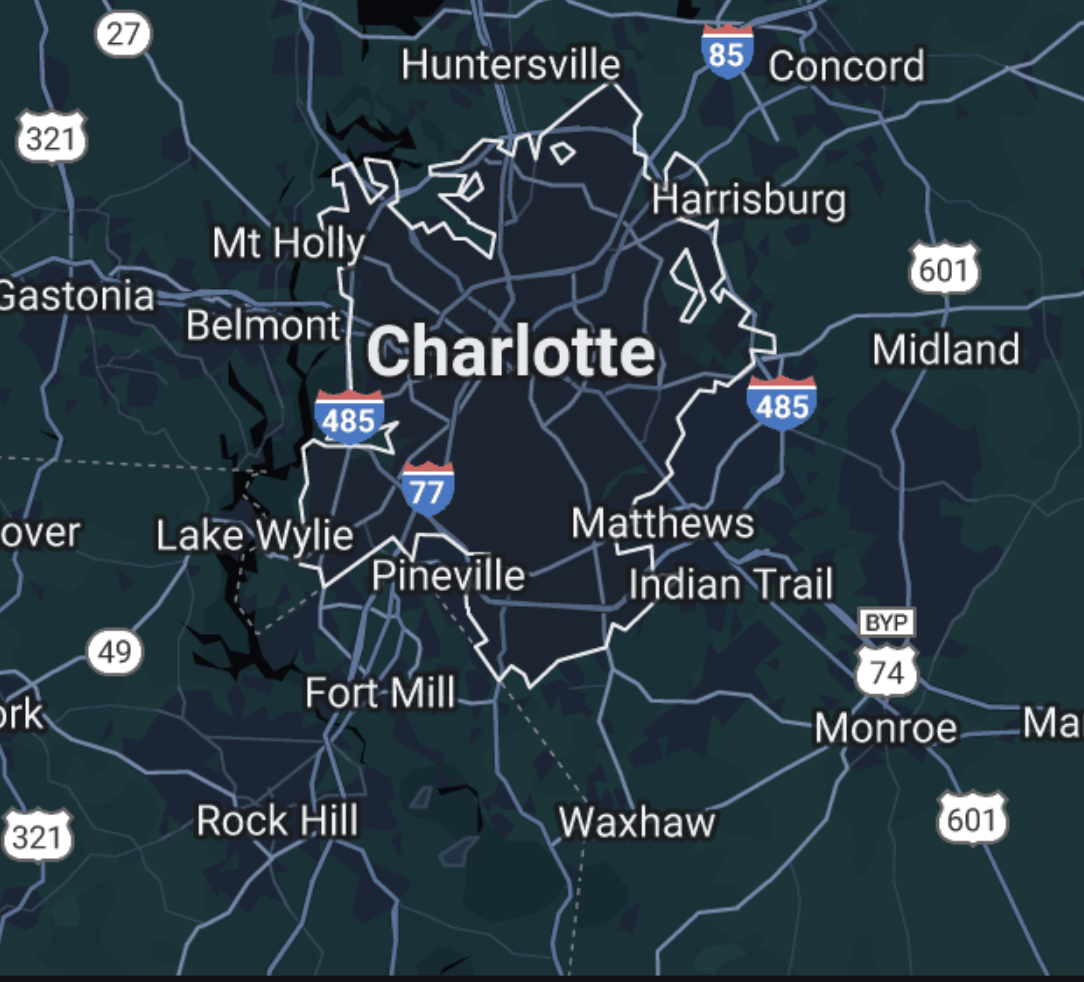 27
Huntersville
85
Concord
321
Harrisburg
Mt Holly
601
Gastonia
Belmont
Charlotte
Midland
485
485
77
Matthews
over
Lake Wylie
Pineville
Indian Trail
BYP
49
74
Fort Mill
ork
Monroe
Ma
Rock Hill
Waxhaw
601
321